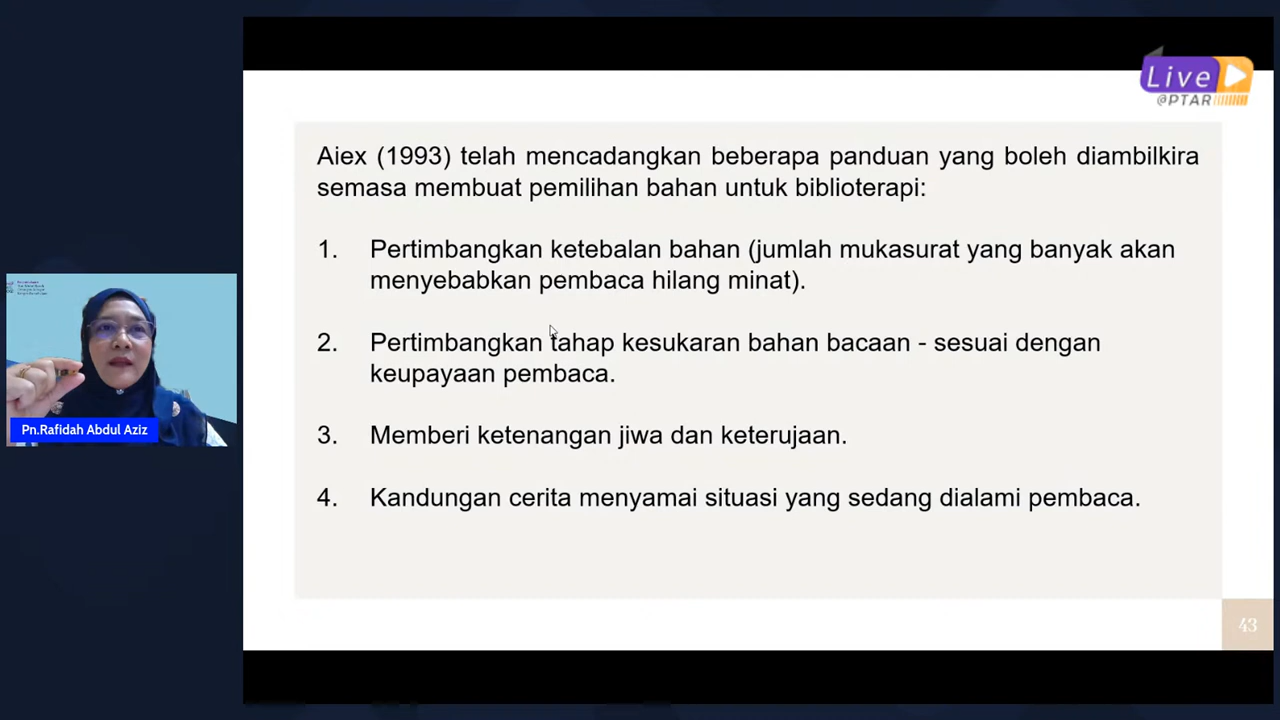 Live
@PTAR
Aiex (1993) telah mencadangkan beberapa panduan yang boleh diambilkira
semasa membuat pemilihan bahan untuk biblioterapi:
1. Pertimbangkan ketebalan bahan (jumlah mukasurat yang banyak akan
menyebabkan pembaca hilang minat).
2. Pertimbangkan tahap kesukaran bahan bacaan - sesuai dengan
keupayaan pembaca.
3. Memberi ketenangan jiwa dan keterujaan.
4. Kandungan cerita menyamai situasi yang sedang dialami pembaca.
Pn.Rafidah Abdul Aziz
43